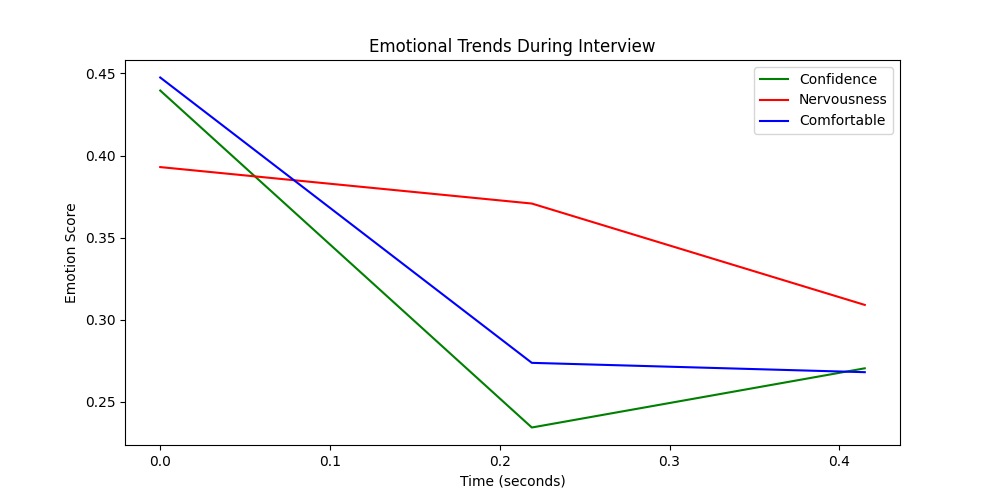 Emotional Trends During Interview
Confidence
Nervousness
Comfortable
Emotion Score
0.45
0.40
0.35
0.30
0.25
0.0 0.1 0.2 0.3 0.4
Time (seconds)